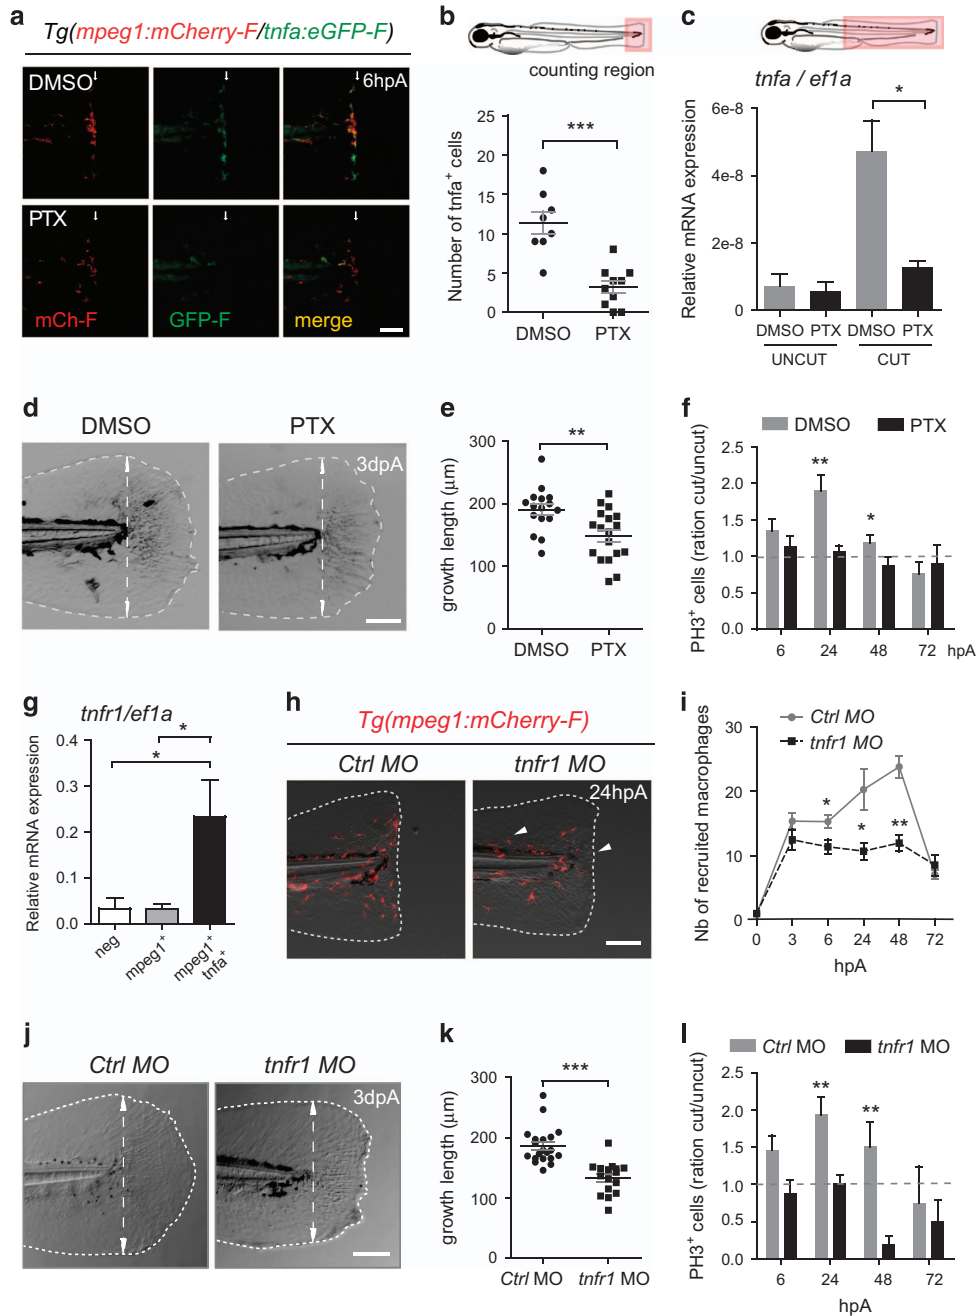 a
Tg(mpeg1:mCherry-F/tnfa:eGFP-F)
DMSO
6hpA
PTX
mCh-F
GFP-F
merge
b
counting region
***
Number of tnfa+ cells
25
20
15
10
5
0
DMSO PTX
c
tnfa / ef1a
*
Relative mRNA expression
6e-8
4e-8
2e-8
0
DMSO PTX DMSO PTX
UNCUT CUT
d
DMSO PTX
3dpA
e
**
growth length (µm)
300
200
100
0
DMSO PTX
f
DMSO PTX
PH3+ cells (ration cut/uncut)
2.5
2.0
1.5
1.0
0.5
0.0
**
*
6 24 48 72 hpA
g
tnfr1/ef1a
*
*
Relative mRNA expression
0.4
0.3
0.2
0.1
0.0
neg
mpeg1+
mpeg1+
tnfa+
h
Tg(mpeg1:mCherry-F)
Ctrl MO tnfr1 MO
24hpA
i
Ctrl MO
tnfr1 MO
Nb of recruited macrophages
30
20
10
0
*
*
**
0 3 6 24 48 72
hpA
j
Ctrl MO tnfr1 MO
3dpA
k
***
growth length (µm)
300
200
100
0
Ctrl MO tnfr1 MO
l
Ctrl MO tnfr1 MO
PH3+ cells (ration cut/uncut)
2.5
2.0
1.5
1.0
0.5
0.0
**
**
6 24 48 72
hpA